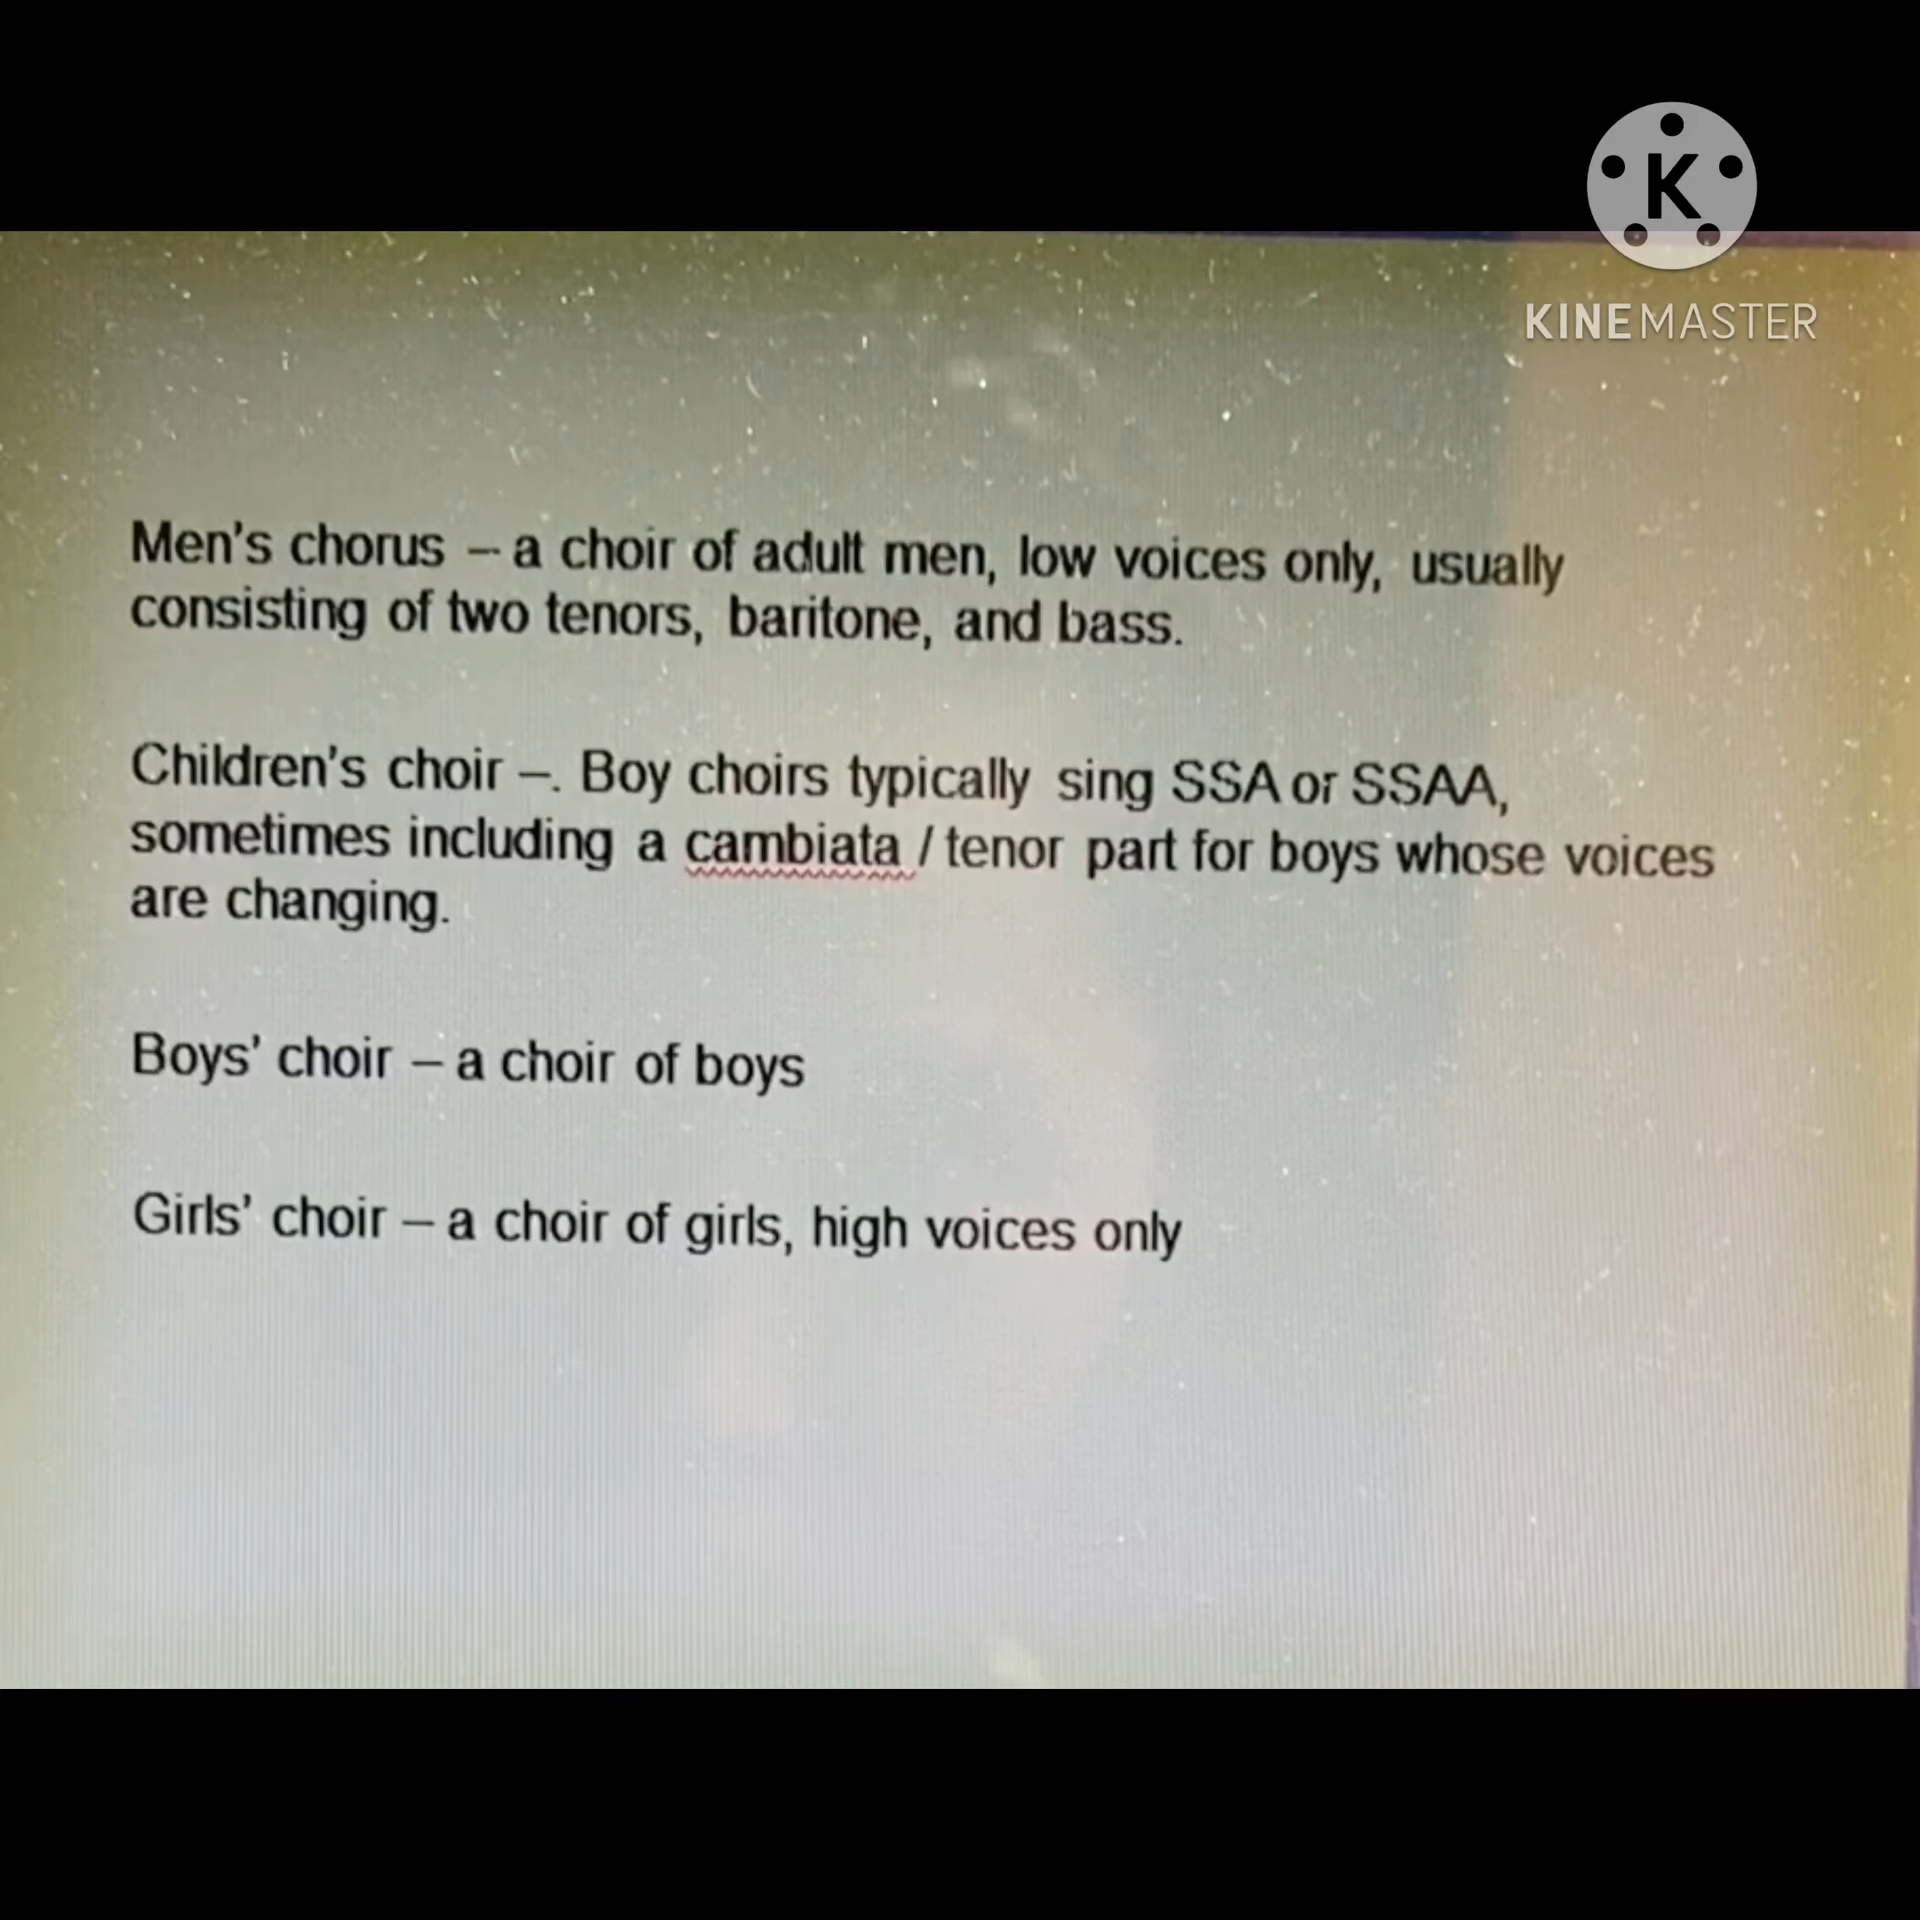 K
KINEMASTER
Men's chorus – a choir of adult men, low voices only, usually
consisting of two tenors, baritone, and bass.
Children's choir –. Boy choirs typically sing SSA or SSAA,
sometimes including a cambiata / tenor part for boys whose voices
are changing.
Boys' choir – a choir of boys
Girls' choir – a choir of girls, high voices only